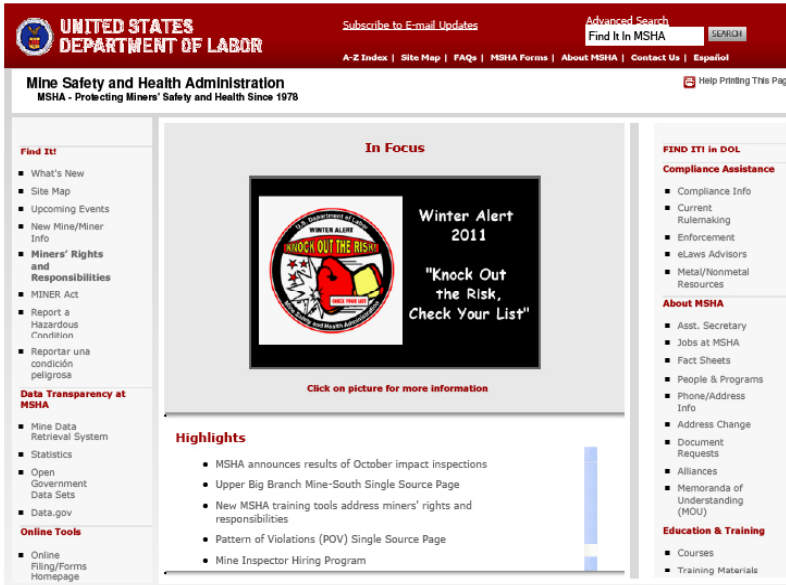 UNITED STATES
DEPARTMENT OF LABOR
Subscribe to E-mail Updates
Advanced Search
Find It In MSHA
SEARCH
A-Z Index | Site Map | FAQs | MSHA Forms | About MSHA | Contact Us | Español
Mine Safety and Health Administration
MSHA - Protecting Miners' Safety and Health Since 1978
Help Printing This Pag
Find It!
What's New
Site Map
Upcoming Events
New Mine/Miner
Info
Miners' Rights
and
Responsibilities
MINER Act
Report a
Hazardous
Condition
Reportar una
condición
peligrosa
Data Transparency at
MSHA
Mine Data
Retrieval System
Statistics
Open
Government
Data Sets
Data.gov
Online Tools
Online
Filing/Forms
Homepage
In Focus
U.S. Department of Labor
WINTER ALERT
KNOCK OUT THE RISK!
CHECK YOUR LIST
Mine Safety and Health Administration
Winter Alert
2011
"Knock Out
the Risk,
Check Your List"
Click on picture for more information
Highlights
MSHA announces results of October impact inspections
Upper Big Branch Mine-South Single Source Page
New MSHA training tools address miners' rights and
responsibilities
Pattern of Violations (POV) Single Source Page
Mine Inspector Hiring Program
FIND IT! in DOL
Compliance Assistance
Compliance Info
Current
Rulemaking
Enforcement
eLaws Advisors
Metal/Nonmetal
Resources
About MSHA
Asst. Secretary
Jobs at MSHA
Fact Sheets
People & Programs
Phone/Address
Info
Address Change
Document
Requests
Alliances
Memoranda of
Understanding
(MOU)
Education & Training
Courses
Training Materials